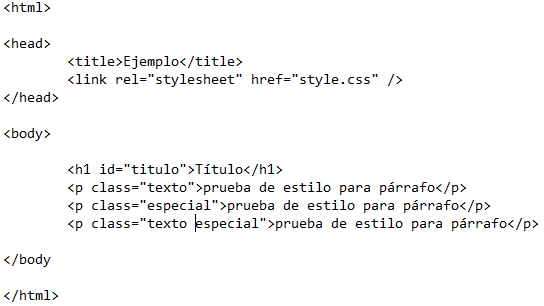 <html>
<head>
<title>Ejemplo</title>
<link rel="stylesheet" href="style.css" />
</head>
<body>
<h1 id="titulo">Título</h1>
<p class="texto">prueba de estilo para párrafo</p>
<p class="especial">prueba de estilo para párrafo</p>
<p class="texto especial">prueba de estilo para párrafo</p>
</body
</html>